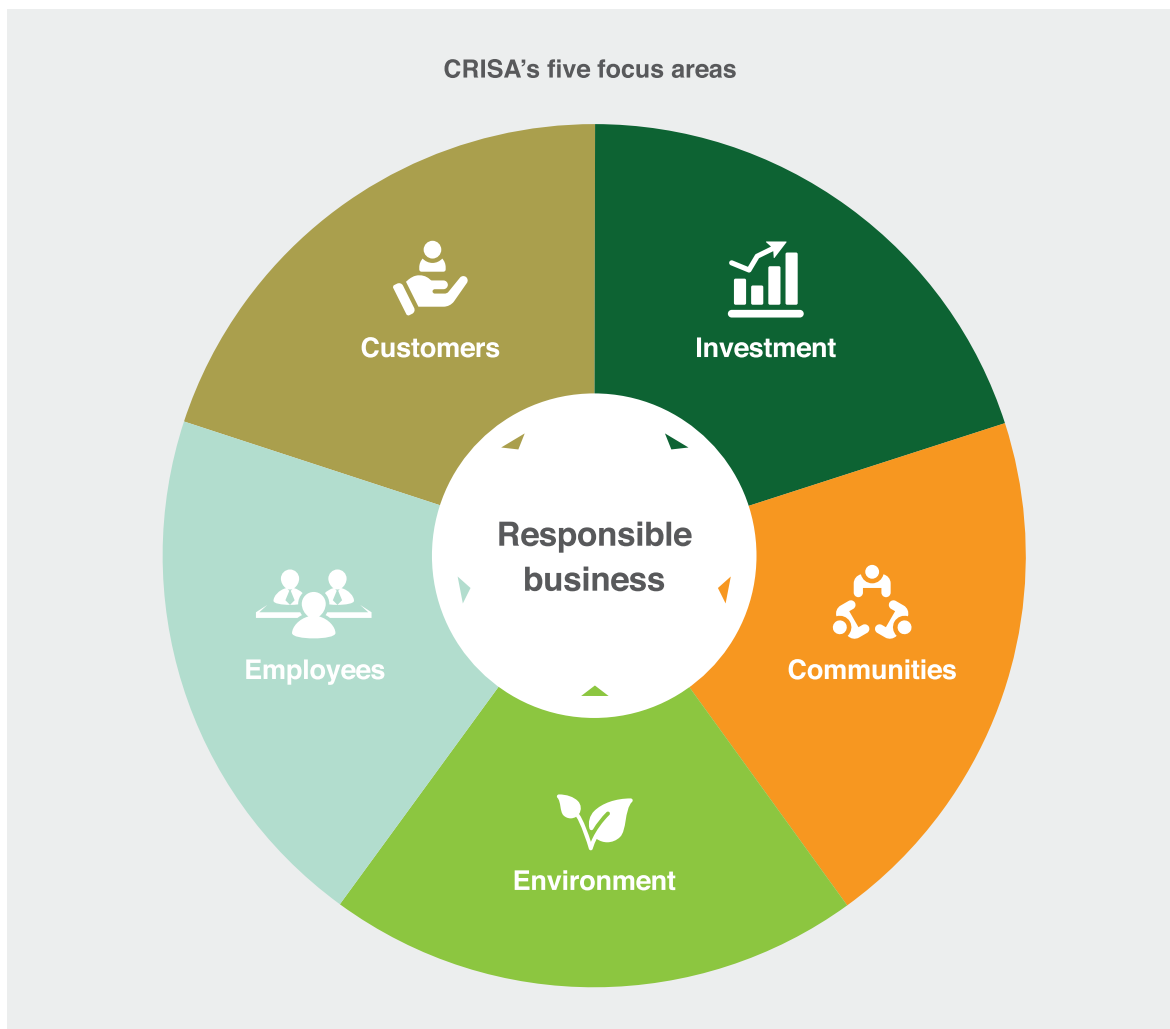 CRISA’s five focus areas
Customers
Investment
Responsible
business
Employees
Communities
Environment